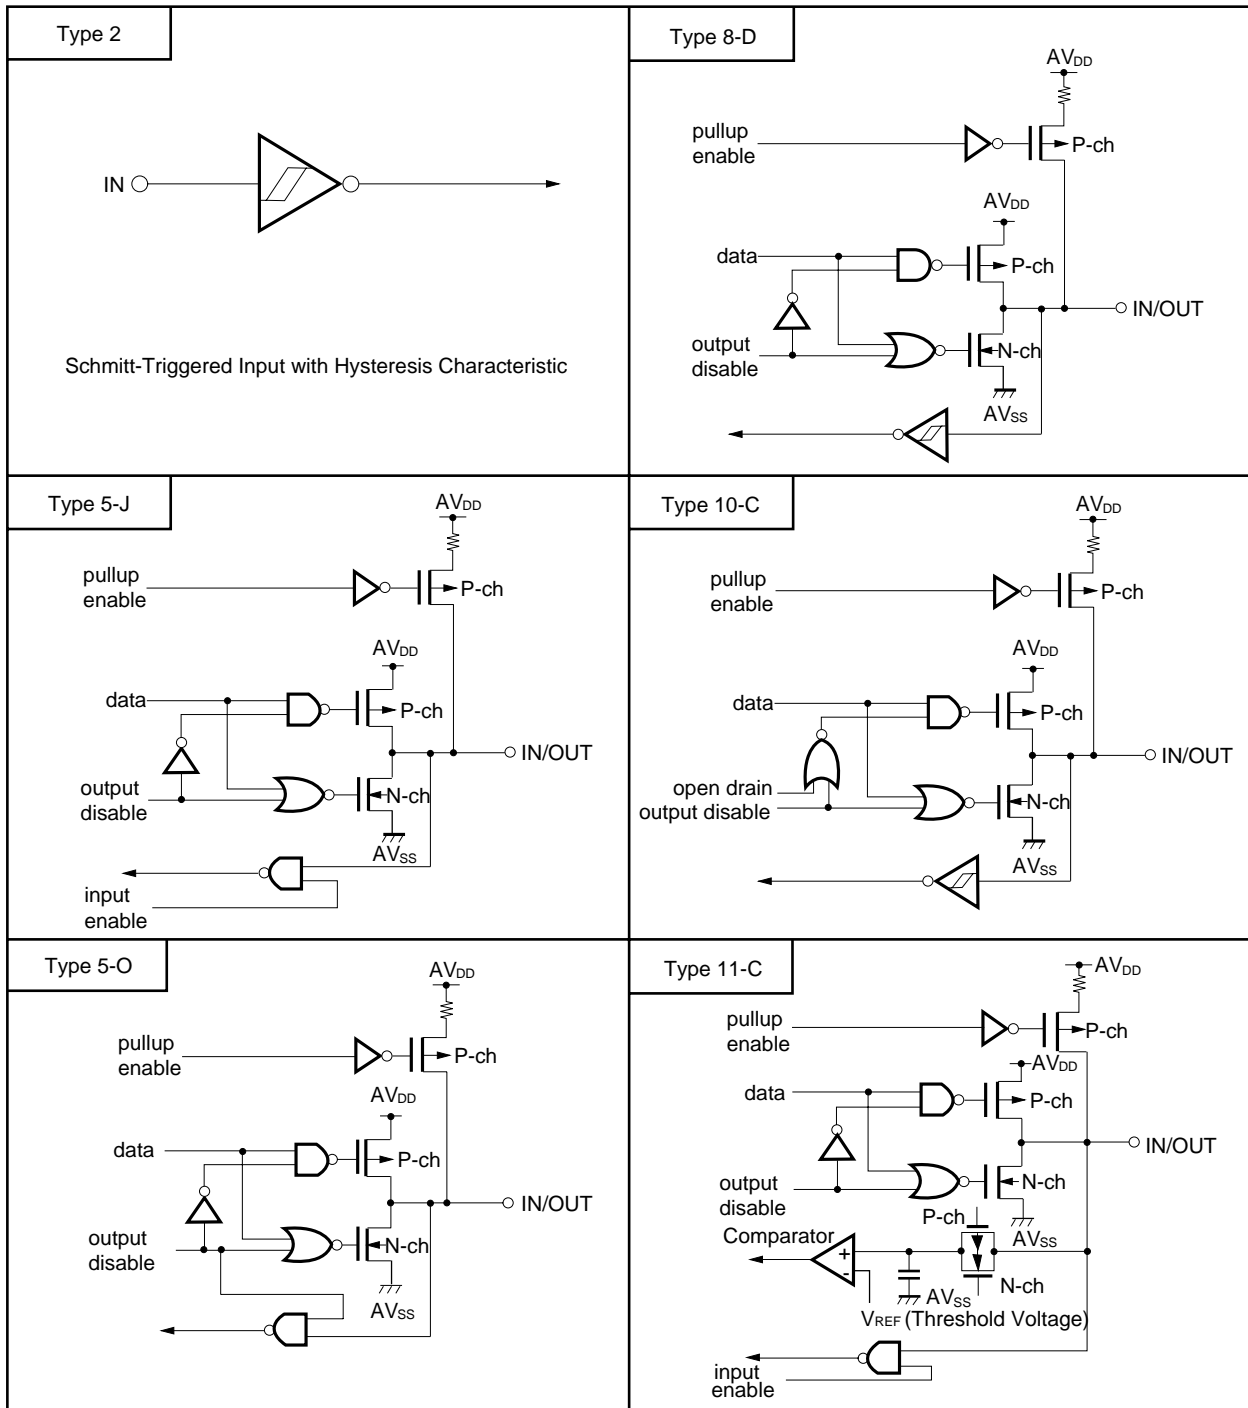 Type 2
IN
Schmitt-Triggered Input with Hysteresis Characteristic
Type 8-D
AVDD
pullup
enable
P-ch
AVDD
data
P-ch
IN/OUT
output
disable
N-ch
AVSS
Type 5-J
AVDD
pullup
enable
P-ch
AVDD
data
P-ch
IN/OUT
output
disable
N-ch
AVSS
input
enable
Type 10-C
AVDD
pullup
enable
P-ch
AVDD
data
P-ch
IN/OUT
open drain
output disable
N-ch
AVSS
Type 5-O
AVDD
pullup
enable
P-ch
AVDD
data
P-ch
IN/OUT
output
disable
N-ch
AVSS
Type 11-C
AVDD
pullup
enable
P-ch
AVDD
data
P-ch
IN/OUT
output
disable
N-ch
P-ch
Comparator
AVSS
+
-
N-ch
AVSS
VREF (Threshold Voltage)
input
enable